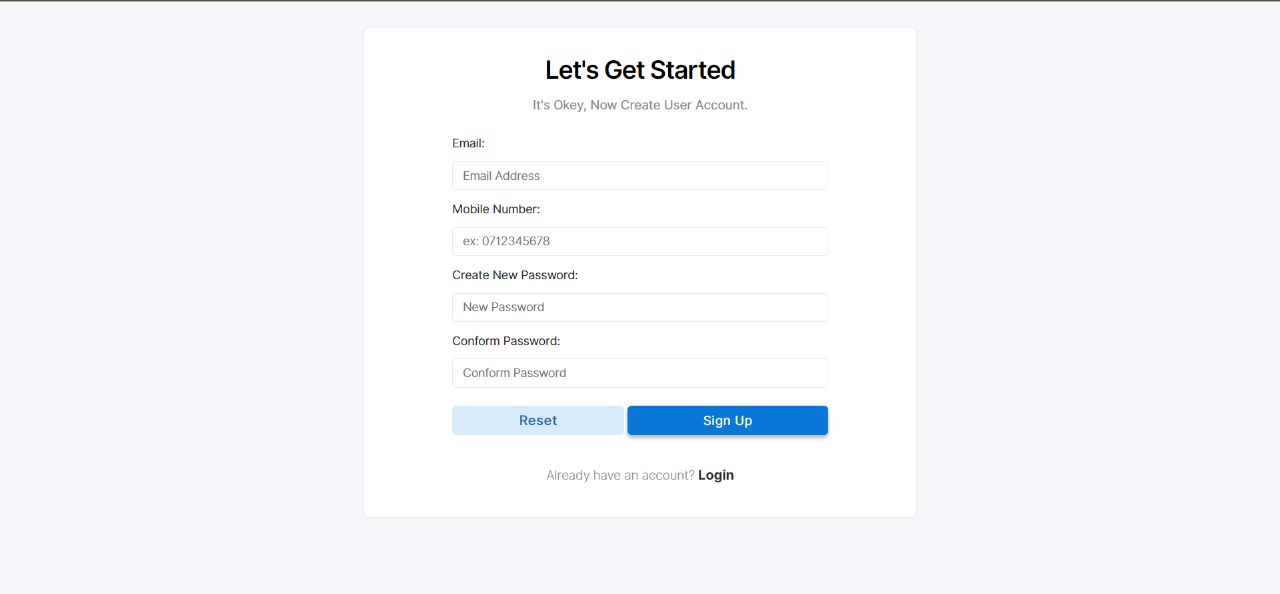 Let's Get Started
It's Okey, Now Create User Account.
Email:
Email Address
Mobile Number:
ex: 0712345678
Create New Password:
New Password
Conform Password:
Conform Password
Reset Sign Up
Already have an account? Login